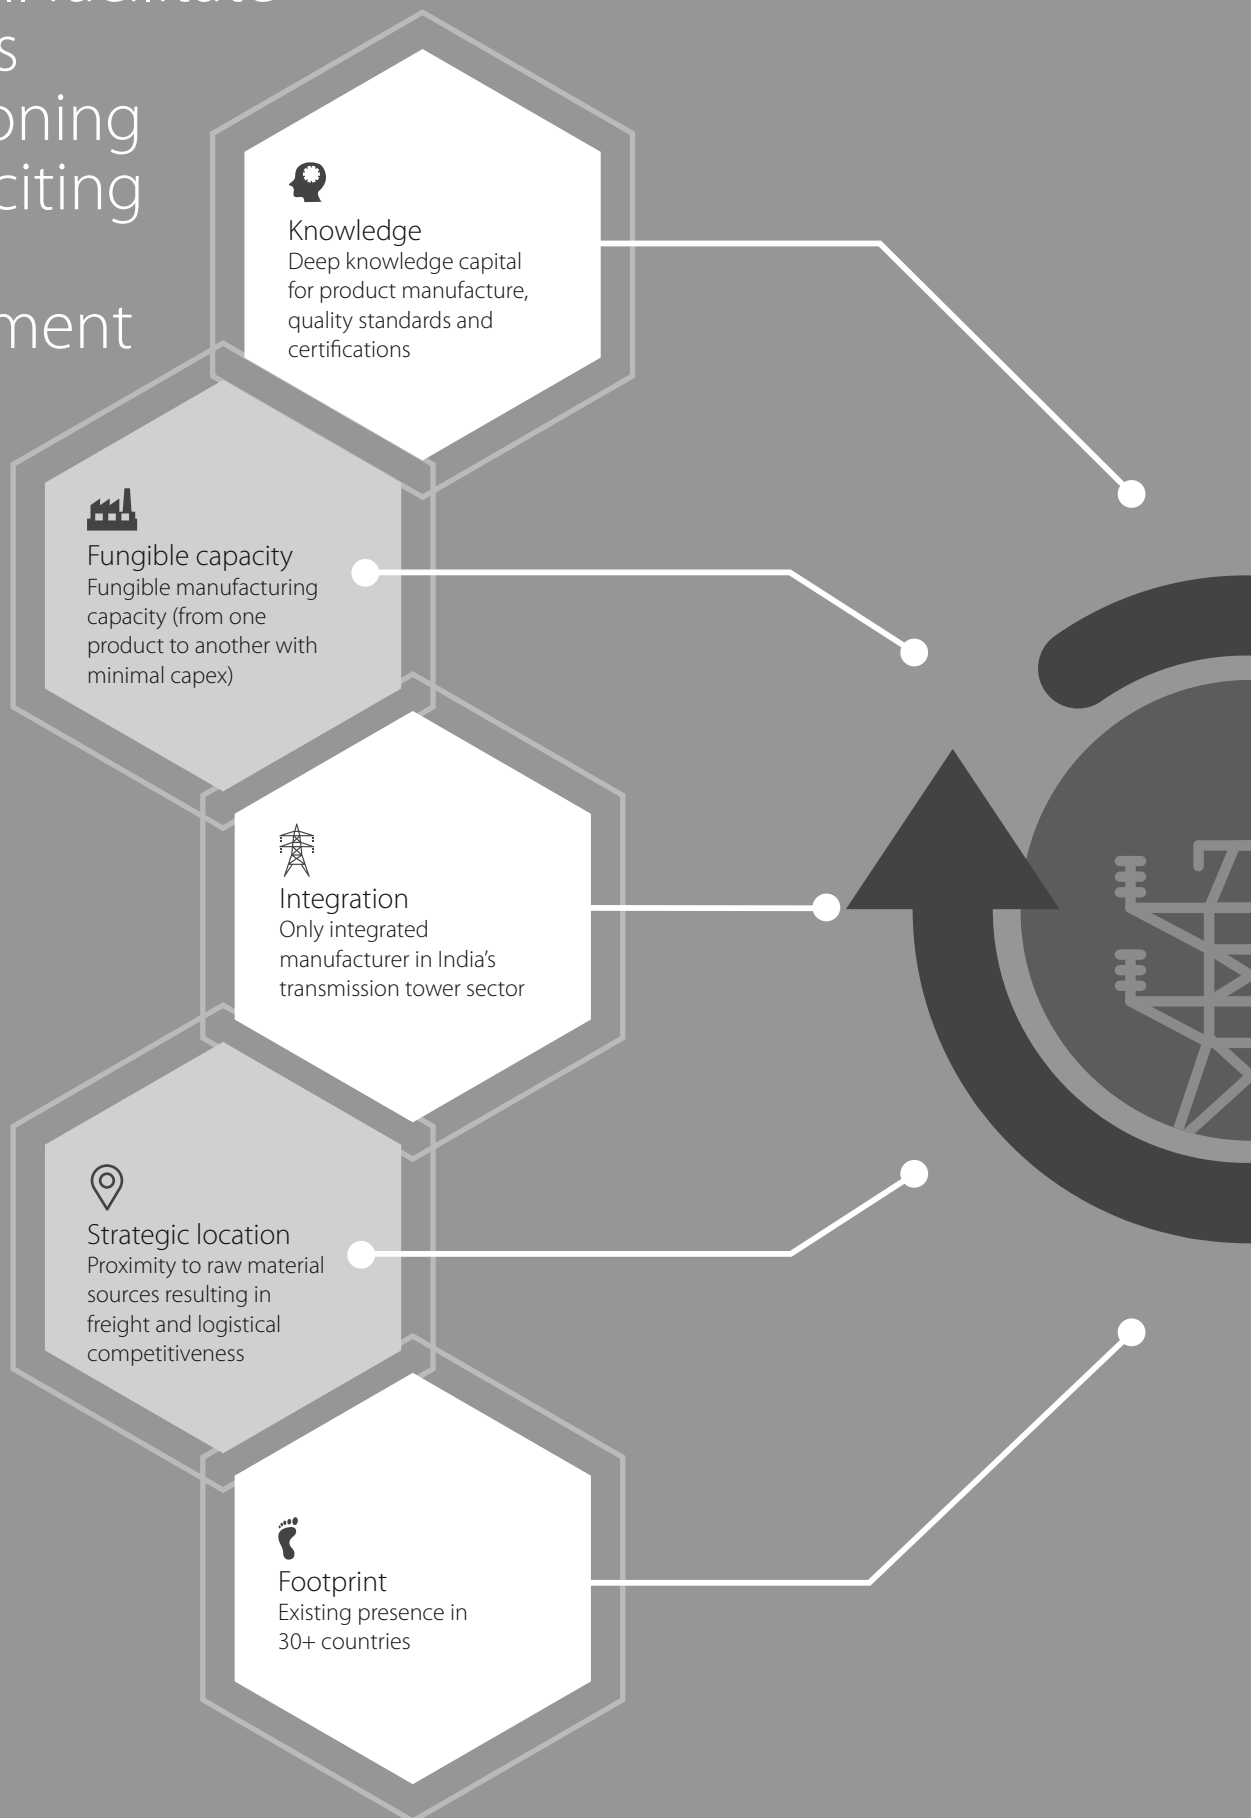 facilitate
s
oning
citing
ment
Knowledge
Deep knowledge capital
for product manufacture,
quality standards and
certifications
Fungible capacity
Fungible manufacturing
capacity (from one
product to another with
minimal capex)
Integration
Only integrated
manufacturer in India's
transmission tower sector
Strategic location
Proximity to raw material
sources resulting in
freight and logistical
competitiveness
Footprint
Existing presence in
30+ countries